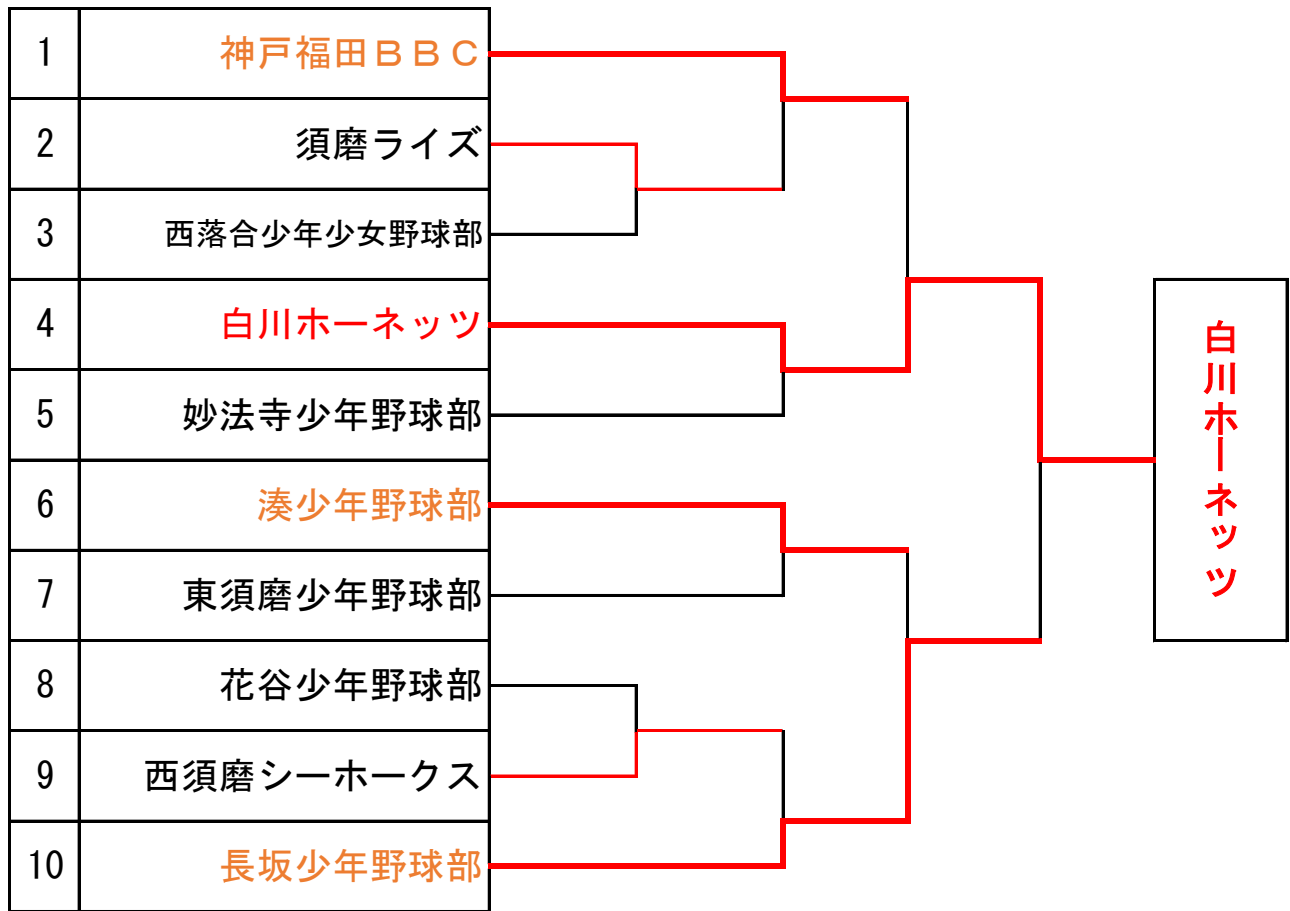 1 神戸福田ＢＢＣ
2 須磨ライズ
3 西落合少年少女野球部
4 白川ホーネッツ
5 妙法寺少年野球部
6 湊少年野球部
7 東須磨少年野球部
8 花谷少年野球部
9 西須磨シーホークス
10 長坂少年野球部
白川ホーネッツ